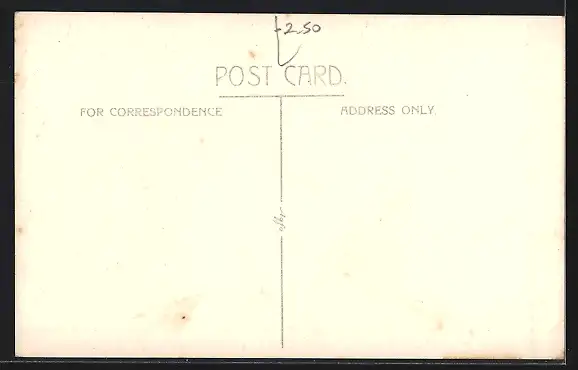 £2.50
POST CARD.
FOR CORRESPONDENCE
ADDRESS ONLY.